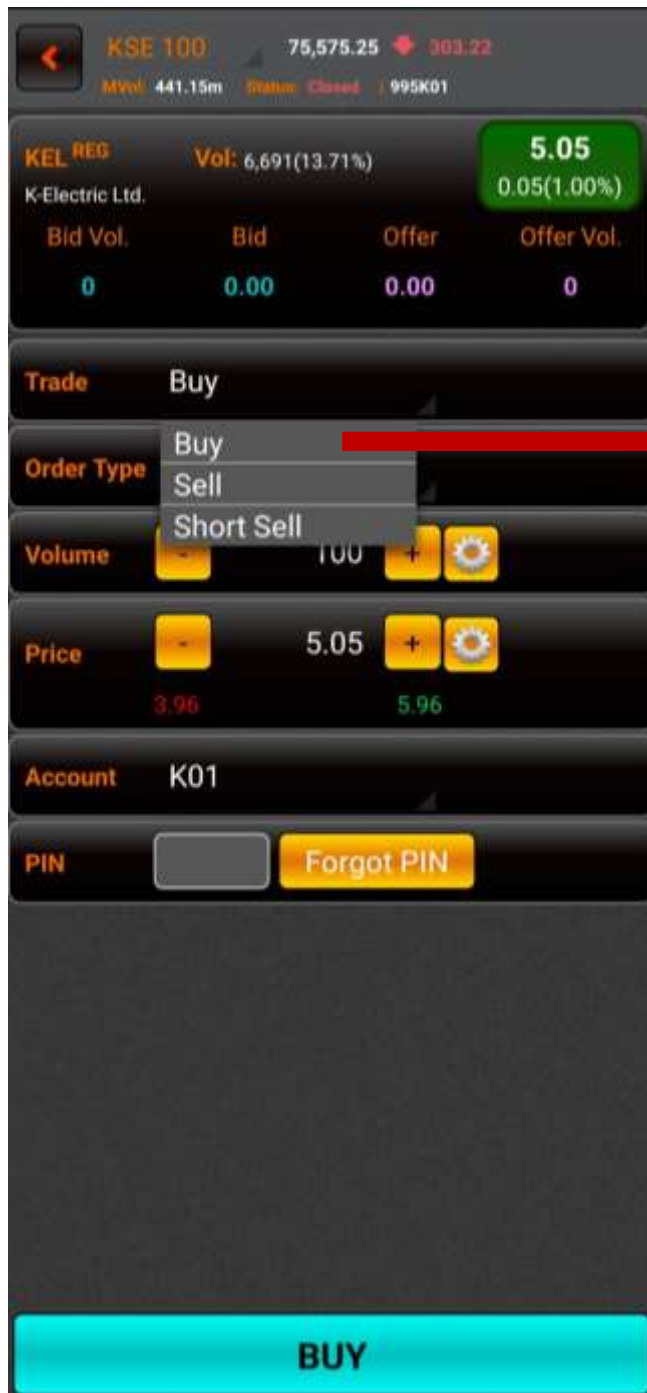 KSE 100 75,575.25 303.22
MVol: 441.15m Status: Closed / 995K01
KEL REG Vol: 6,691(13.71%) 5.05
K-Electric Ltd. 0.05(1.00%)
Bid Vol. Bid Offer Offer Vol.
0 0.00 0.00 0
Trade Buy
Buy
Order Type
Sell
Short Sell
Volume - 100 +
Price - 5.05 +
3.96 5.96
Account K01
PIN Forgot PIN
BUY